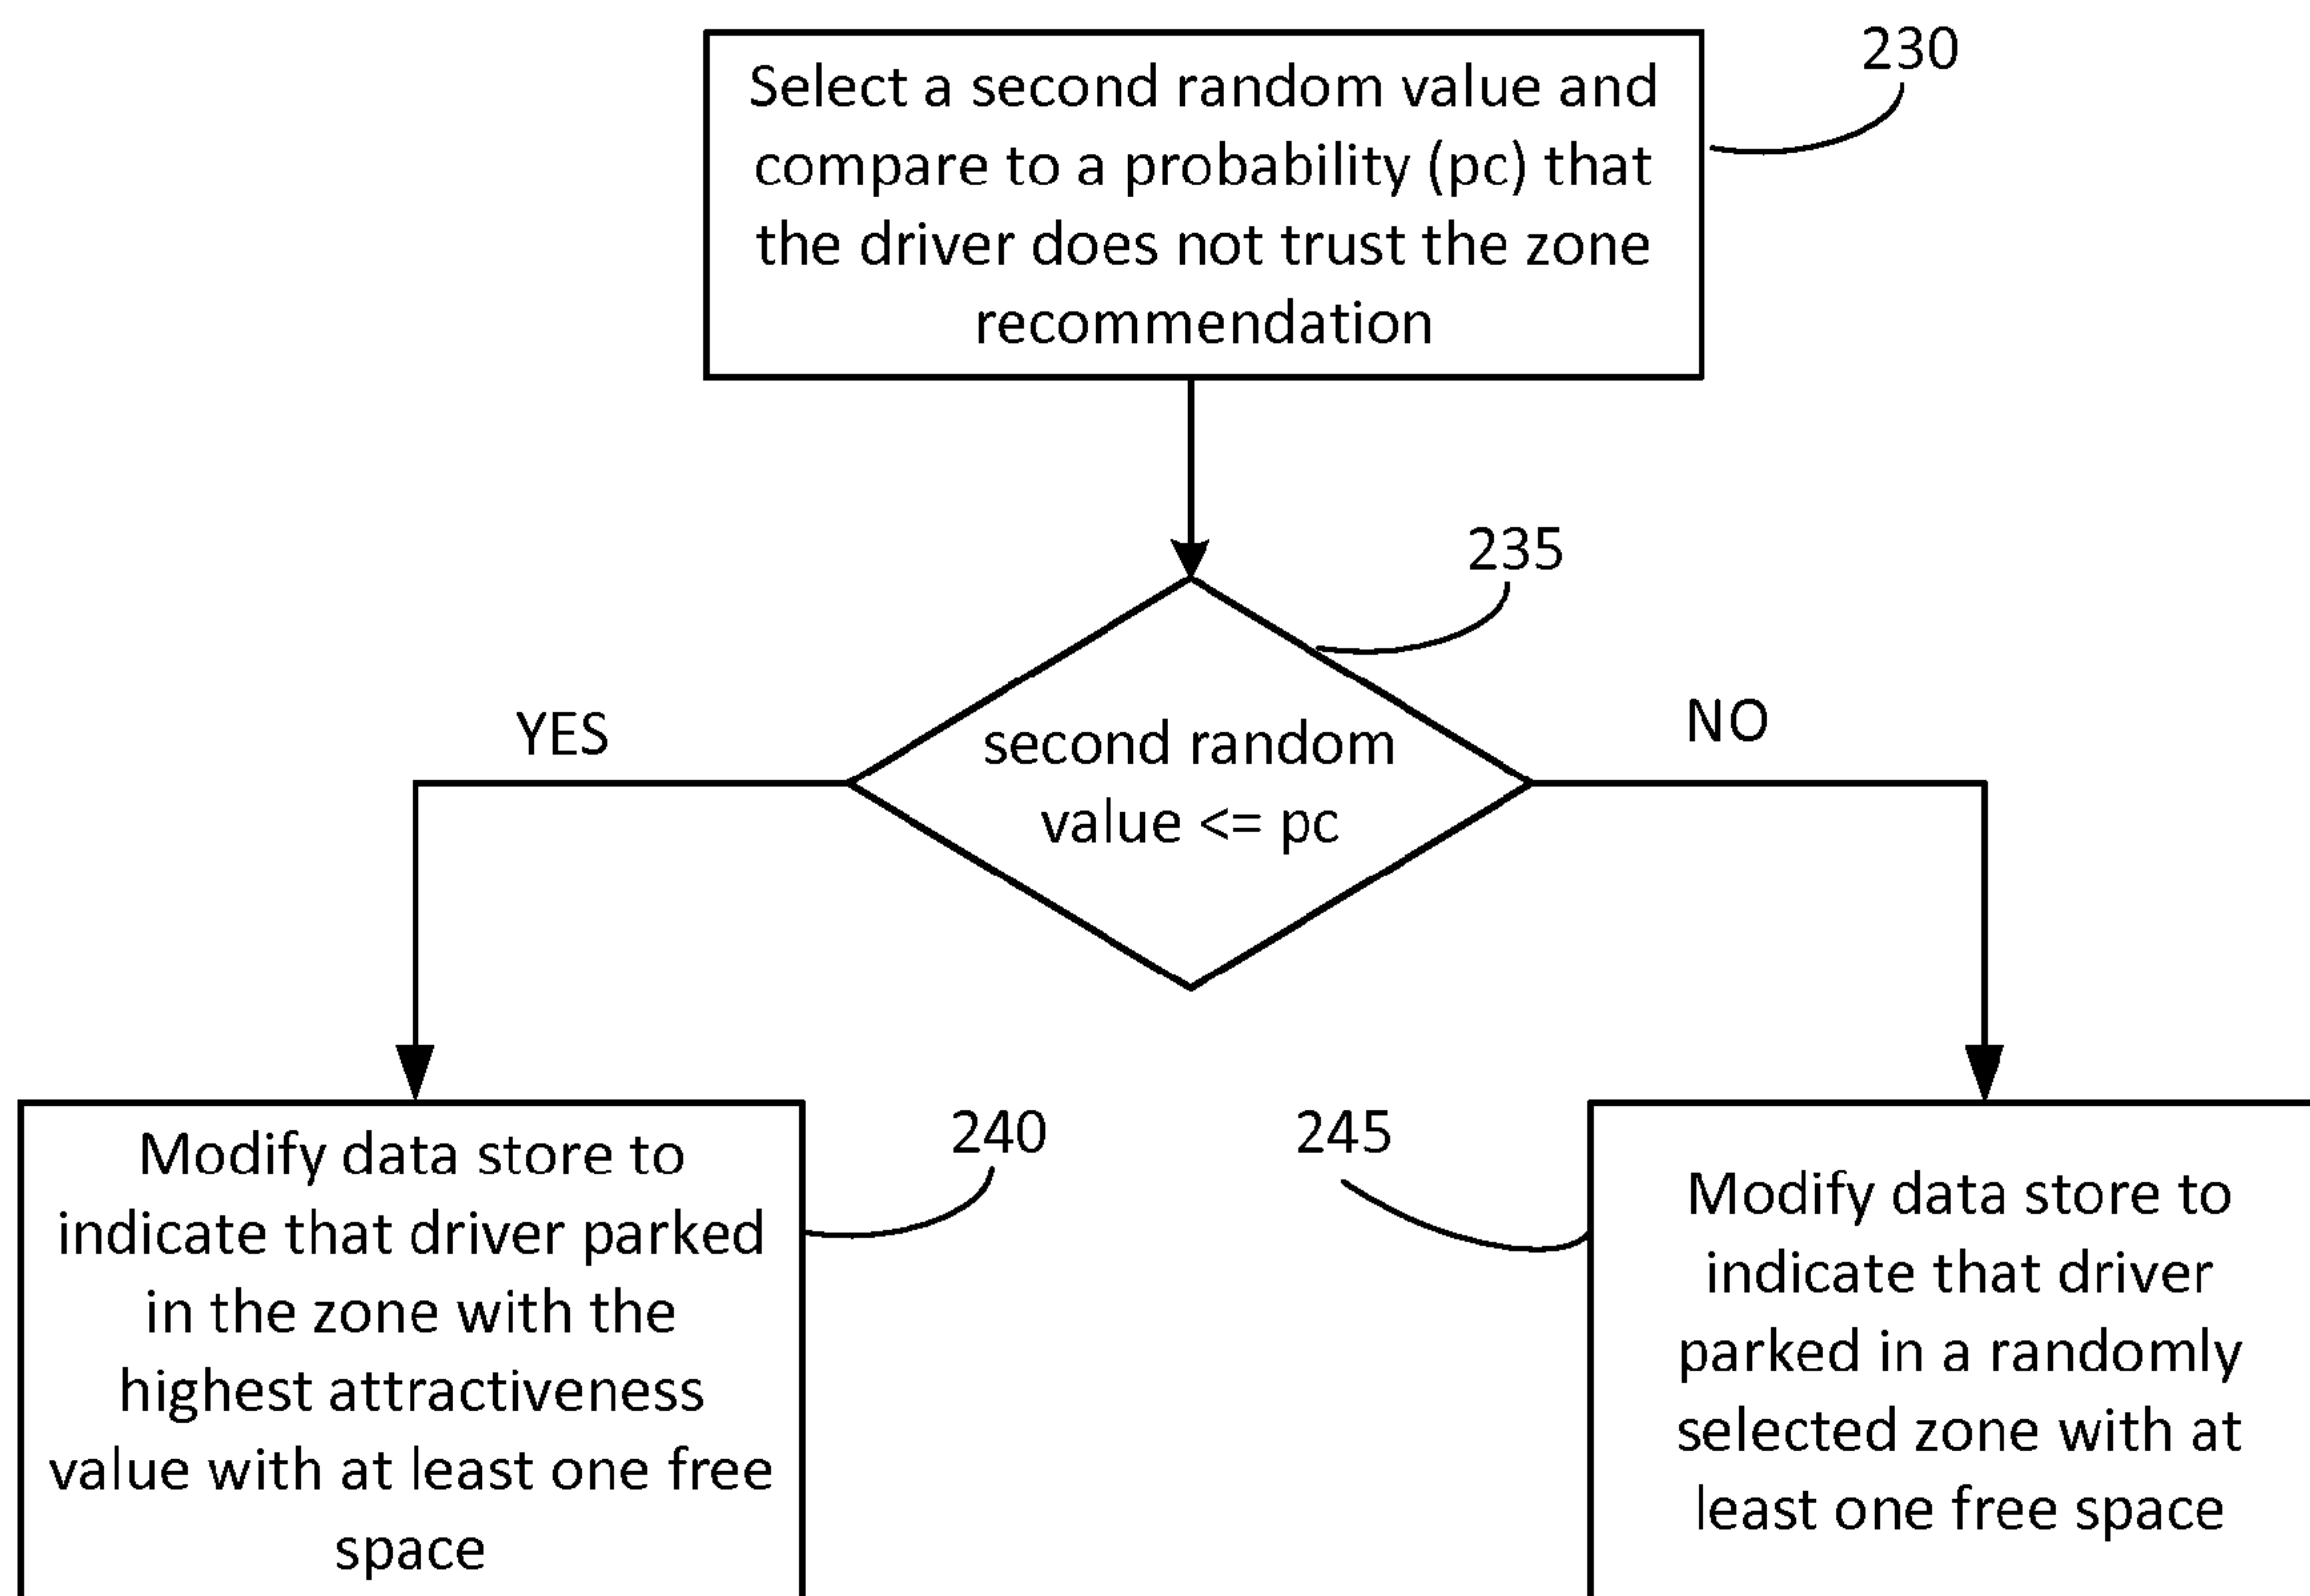 230
Select a second random value and
compare to a probability (pc) that
the driver does not trust the zone
recommendation
235
YES
NO
second random
value <= pc
240
245
Modify data store to
indicate that driver parked
in the zone with the
highest attractiveness
value with at least one free
space
Modify data store to
indicate that driver
parked in a randomly
selected zone with at
least one free space